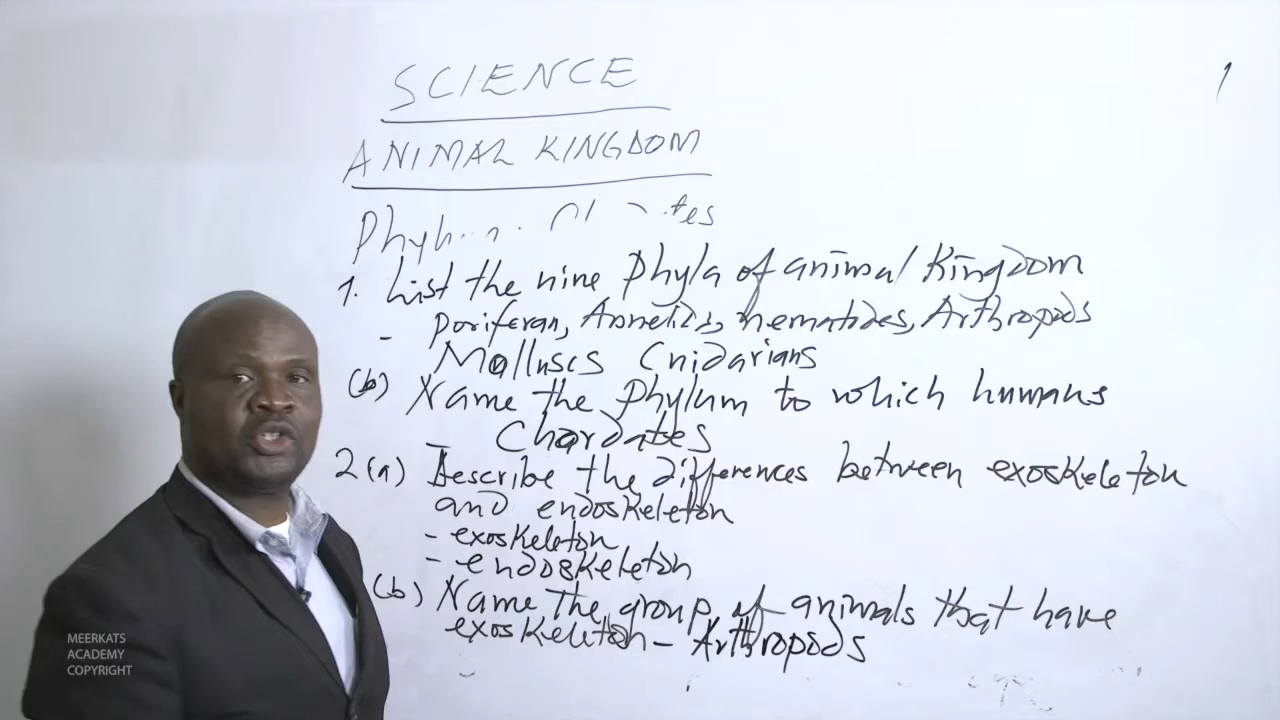 SCIENCE
ANIMAL KINGDOM
1. List the nine Phyla of animal Kingdom
- Poriferan, Annelids, nematodes, Arthropods
Molluscs Cnidarians
(b) Name the Phylum to which humans
- Chordates
2(a) Describe the differences between exoskeleton
and endoskeleton
- exoskeleton
- endoskeleton
(b) Name the group of animals that have
exoskeleton - Arthropods
MEERKATS
ACADEMY
COPYRIGHT